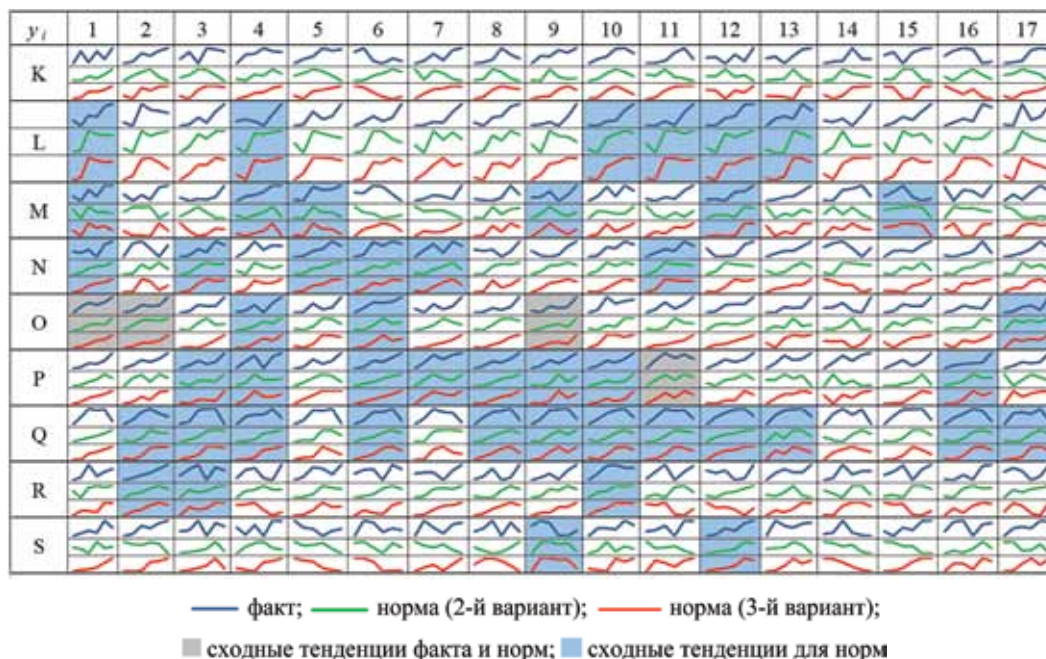 y i 1 2 3 4 5 6 7 8 9 10 11 12 13 14 15 16 17
K
L
M
N
O
P
Q
R
S
факт; норма (2-й вариант); норма (3-й вариант);
сходные тенденции факта и норм; сходные тенденции для норм